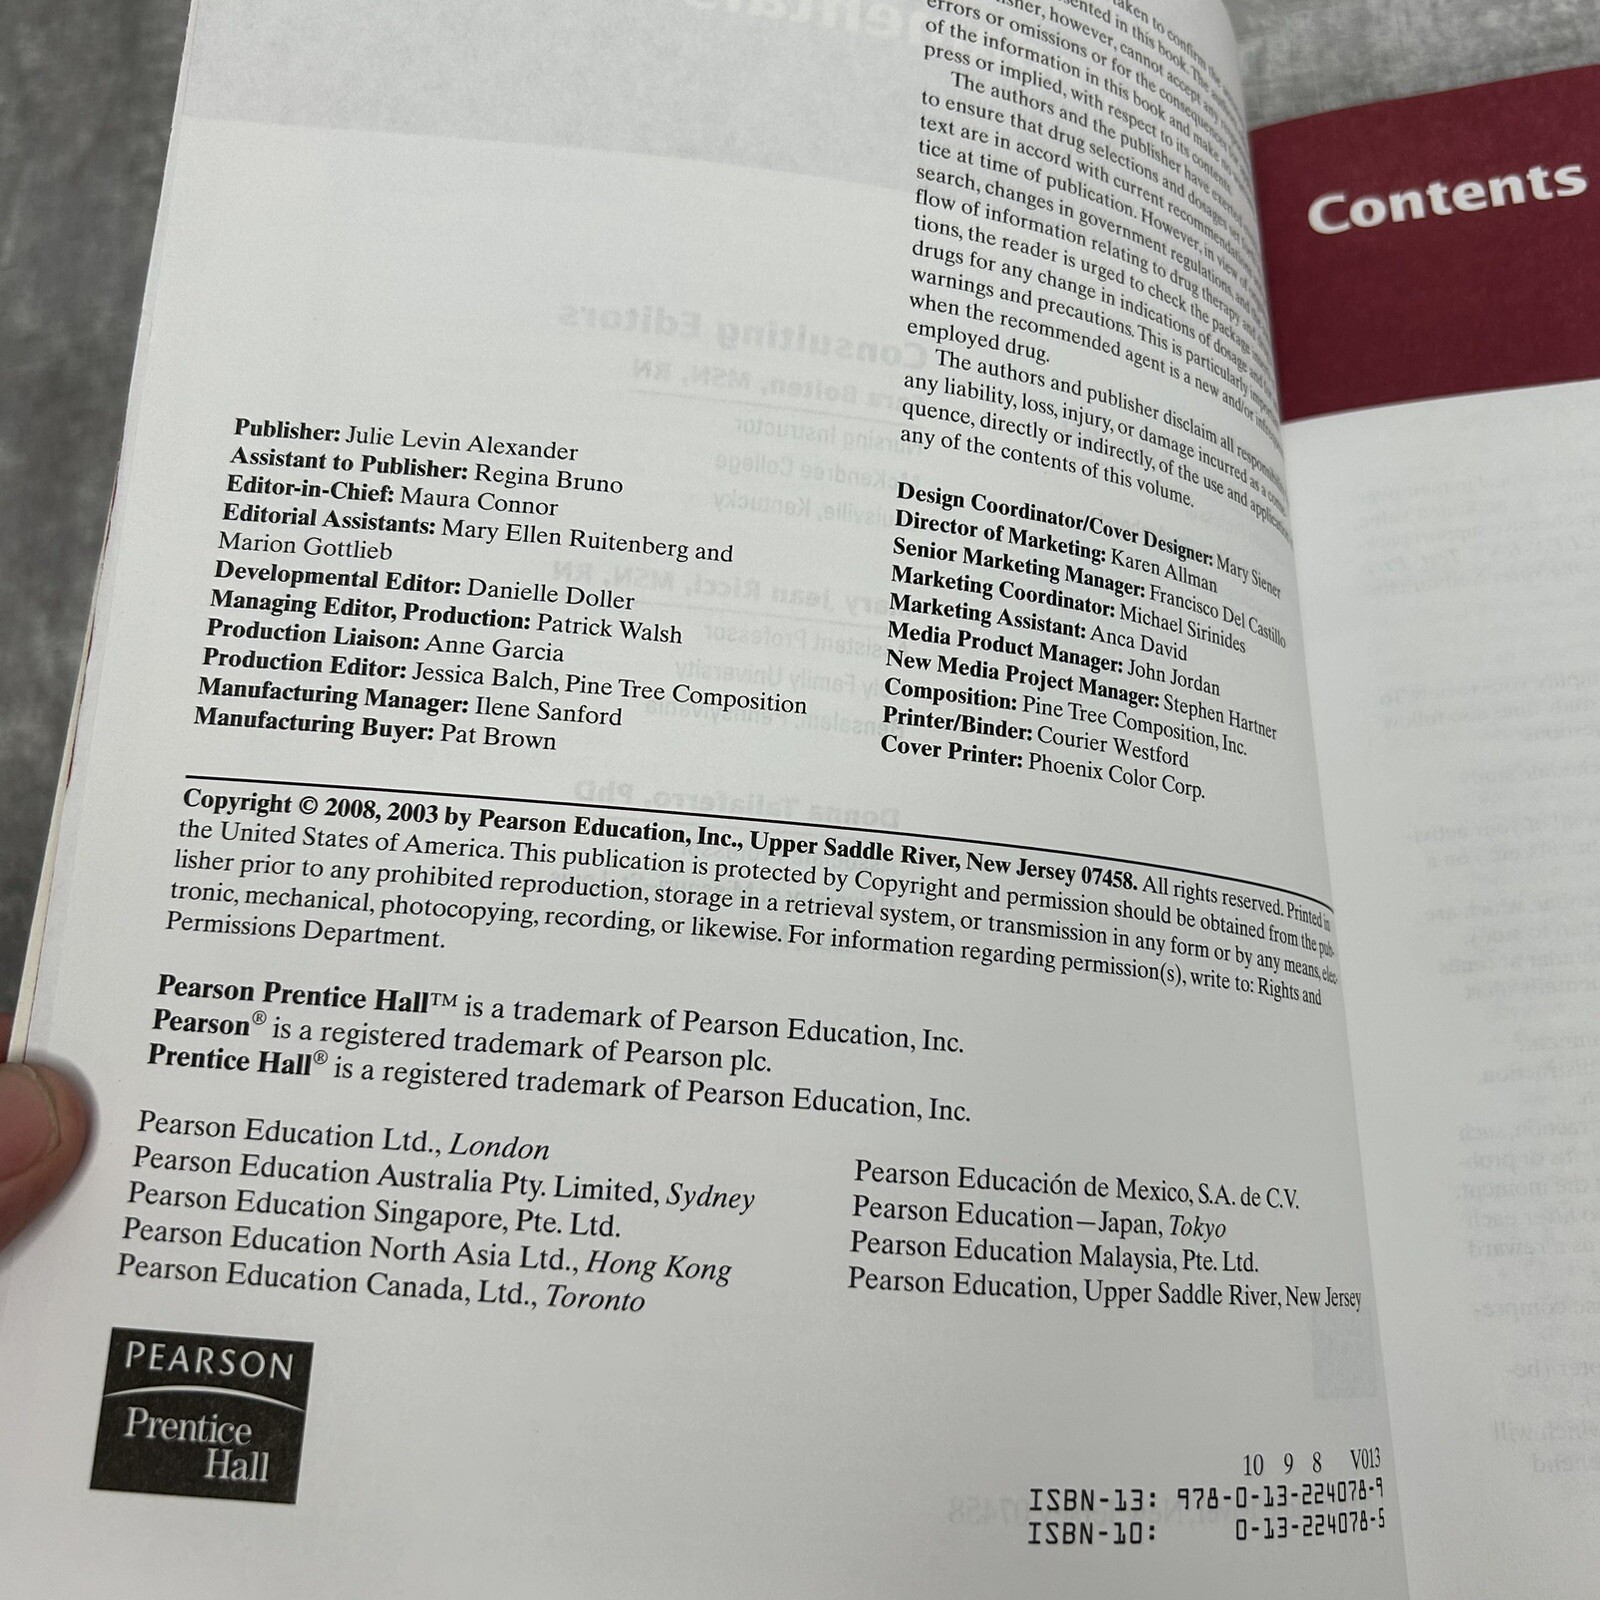 taken to confirm the
sented in this book. The
sher, however, cannot accept any
errors or omissions or for the consequences
of the information in this book and make no
press or implied, with respect to its contents.
The authors and the publisher have exerted
to ensure that drug selections and dosages set
text are in accord with current recommendations
tice at time of publication. However, in view of
search, changes in government regulations, and the
flow of information relating to drug therapy and
tions, the reader is urged to check the package
drugs for any change in indications of dosage and
warnings and precautions. This is particularly
when the recommended agent is a new and/or
employed drug.
The authors and publisher disclaim all responsibility
any liability, loss, injury, or damage incurred as a conse-
quence, directly or indirectly, of the use and application
any of the contents of this volume.
Publisher: Julie Levin Alexander
Assistant to Publisher: Regina Bruno
Editor-in-Chief: Maura Connor
Editorial Assistants: Mary Ellen Ruitenberg and
Marion Gottlieb
Developmental Editor: Danielle Doller
Managing Editor, Production: Patrick Walsh
Production Liaison: Anne Garcia
Production Editor: Jessica Balch, Pine Tree Composition
Manufacturing Manager: Ilene Sanford
Manufacturing Buyer: Pat Brown
Design Coordinator/Cover Designer: Mary Siener
Director of Marketing: Karen Allman
Senior Marketing Manager: Francisco Del Castillo
Marketing Coordinator: Michael Sirinides
Marketing Assistant: Anca David
Media Product Manager: John Jordan
New Media Project Manager: Stephen Hartner
Composition: Pine Tree Composition, Inc.
Printer/Binder: Courier Westford
Cover Printer: Phoenix Color Corp.
Copyright © 2008, 2003 by Pearson Education, Inc., Upper Saddle River, New Jersey 07458. All rights reserved. Printed in
the United States of America. This publication is protected by Copyright and permission should be obtained from the pub-
lisher prior to any prohibited reproduction, storage in a retrieval system, or transmission in any form or by any means, elec-
tronic, mechanical, photocopying, recording, or likewise. For information regarding permission(s), write to: Rights and
Permissions Department.
Pearson Prentice Hall™ is a trademark of Pearson Education, Inc.
Pearson® is a registered trademark of Pearson plc.
Prentice Hall® is a registered trademark of Pearson Education, Inc.
Pearson Education Ltd., London
Pearson Education Australia Pty. Limited, Sydney
Pearson Education Singapore, Pte. Ltd.
Pearson Education North Asia Ltd., Hong Kong
Pearson Education Canada, Ltd., Toronto
Pearson Educación de Mexico, S.A. de C.V.
Pearson Education—Japan, Tokyo
Pearson Education Malaysia, Pte. Ltd.
Pearson Education, Upper Saddle River, New Jersey
PEARSON
Prentice
Hall
10 9 8 V013
ISBN-13: 978-0-13-224078-9
ISBN-10: 0-13-224078-5
Contents